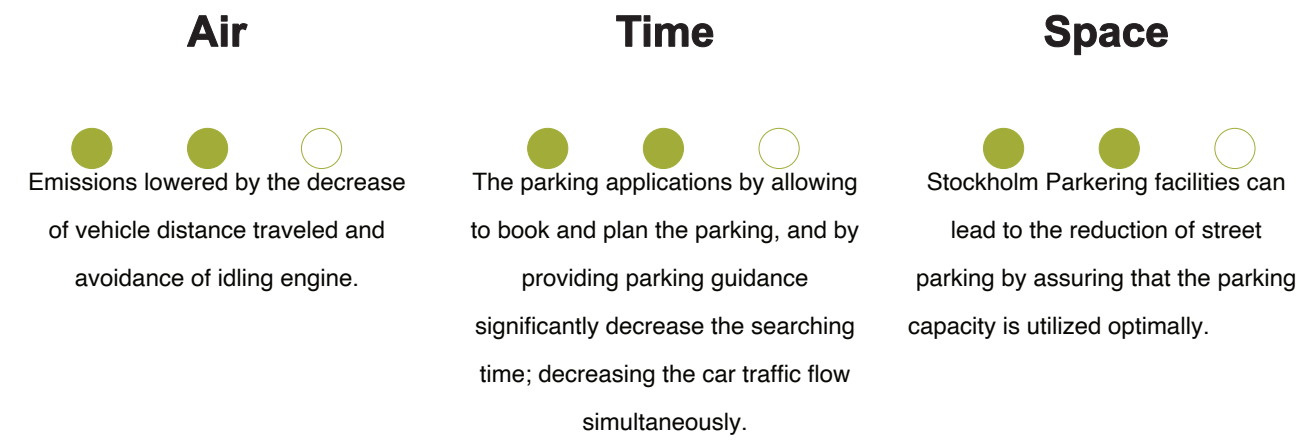 Air
Emissions lowered by the decrease
of vehicle distance traveled and
avoidance of idling engine.
Time
The parking applications by allowing
to book and plan the parking, and by
providing parking guidance
significantly decrease the searching
time; decreasing the car traffic flow
simultaneously.
Space
Stockholm Parkering facilities can
lead to the reduction of street
parking by assuring that the parking
capacity is utilized optimally.